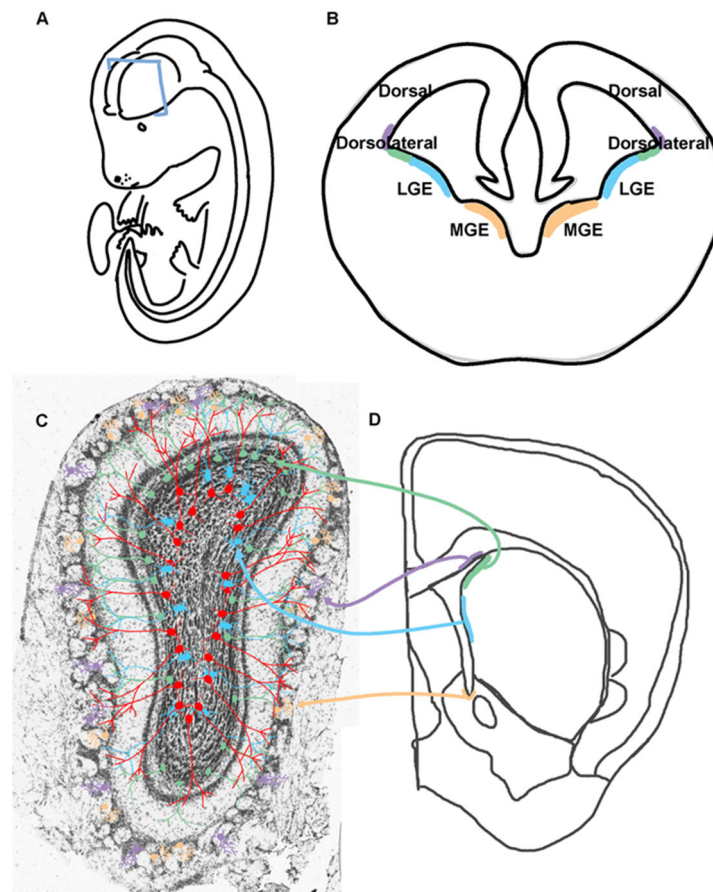 A
B
Dorsal Dorsal
Dorsolateral Dorsolateral
LGE LGE
MGE MGE
C
D